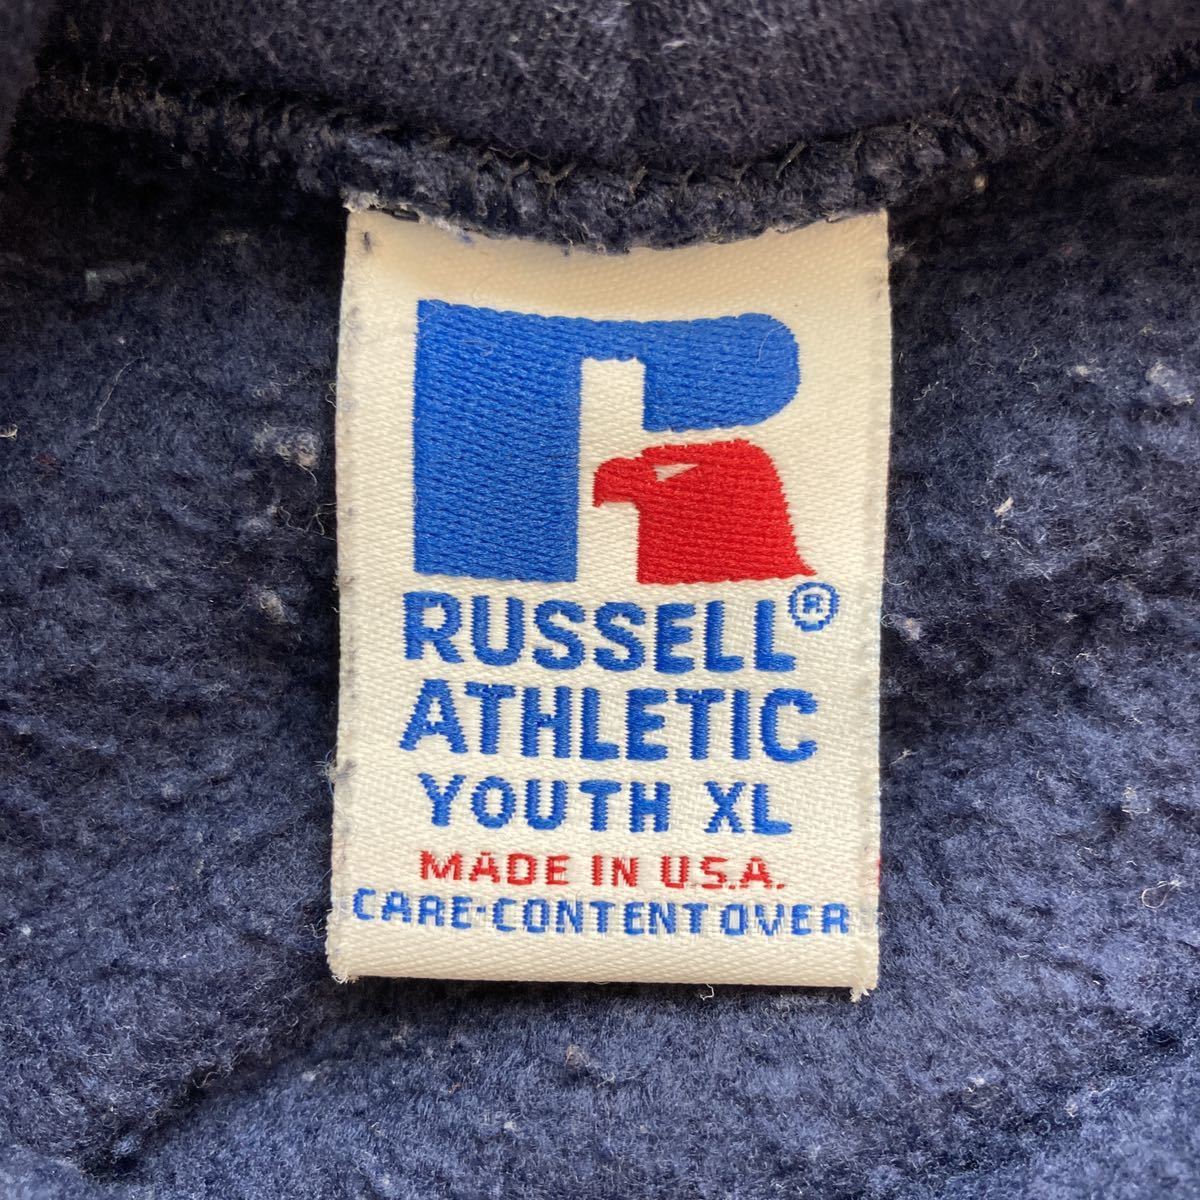 R
RUSSELL®
ATHLETIC
YOUTH XL
MADE IN U.S.A.
CARE-CONTENT OVER